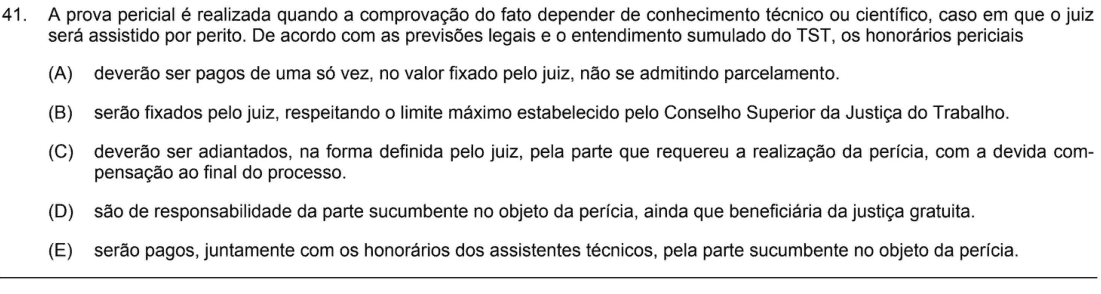 41. A prova pericial é realizada quando a comprovação do fato depender de conhecimento técnico ou científico, caso em que o juiz
será assistido por perito. De acordo com as previsões legais e o entendimento sumulado do TST, os honorários periciais
(A) deverão ser pagos de uma só vez, no valor fixado pelo juiz, não se admitindo parcelamento.
(B) serão fixados pelo juiz, respeitando o limite máximo estabelecido pelo Conselho Superior da Justiça do Trabalho.
(C) deverão ser adiantados, na forma definida pelo juiz, pela parte que requereu a realização da perícia, com a devida com-
pensação ao final do processo.
(D) são de responsabilidade da parte sucumbente no objeto da perícia, ainda que beneficiária da justiça gratuita.
(E) serão pagos, juntamente com os honorários dos assistentes técnicos, pela parte sucumbente no objeto da perícia.